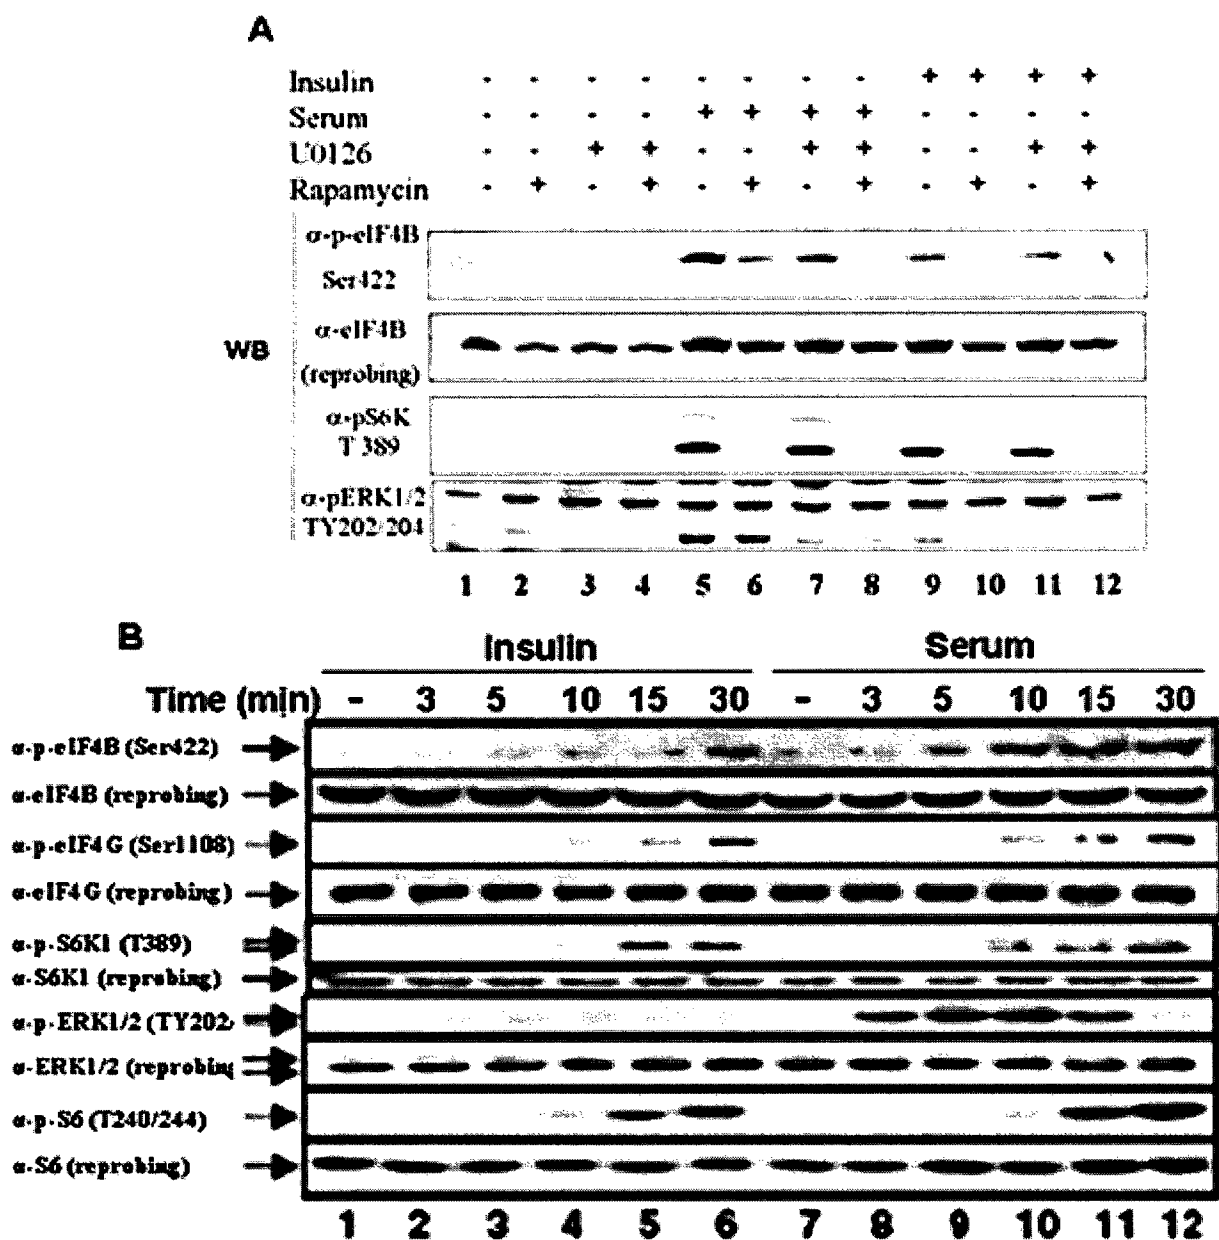 A
Insulin - - - - - - - - + + + +
Serum - - - - + + + + - - - -
U0126 - - + + - - + + - - + +
Rapamycin - + - + - + - + - + - +
α-p-eIF4B
Ser422
α-eIF4B
(reprobing)
WB
α-pS6K
T 389
α-pERK1/2
TY202/204
1 2 3 4 5 6 7 8 9 10 11 12
B
Insulin Serum
Time (min) - 3 5 10 15 30 - 3 5 10 15 30
α-p-eIF4B (Ser422)
α-eIF4B (reprobing)
α-p-eIF4G (Ser1108)
α-eIF4G (reprobing)
α-p-S6K1 (T389)
α-S6K1 (reprobing)
α-p-ERK1/2 (TY202/
α-ERK1/2 (reprobing
α-p-S6 (T240/244)
α-S6 (reprobing)
1 2 3 4 5 6 7 8 9 10 11 12